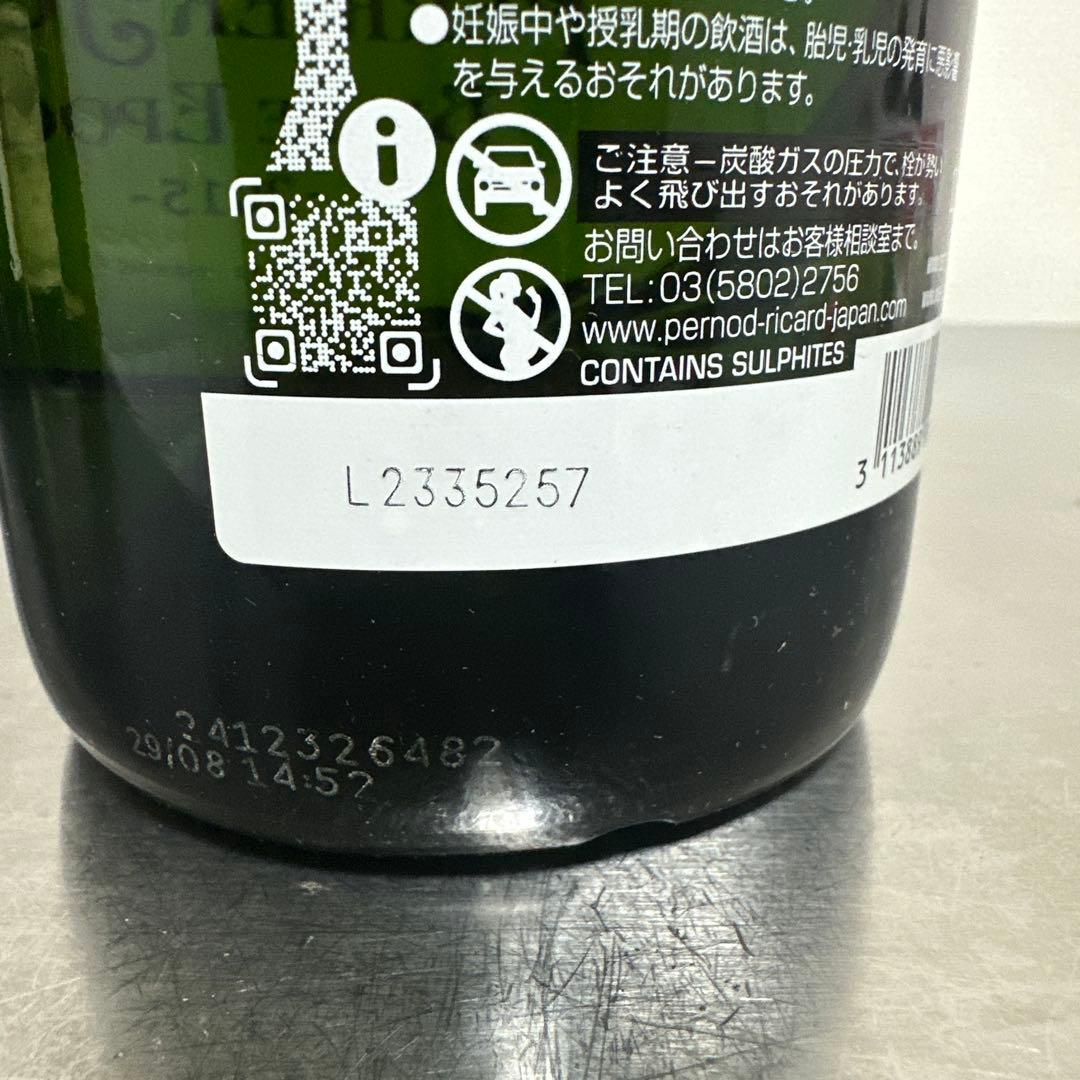 ●妊娠中や授乳期の飲酒は、胎児・乳児の発育に悪影響
を与えるおそれがあります。
ご注意－炭酸ガスの圧力で、栓が勢い
よく飛び出すおそれがあります。
お問い合わせはお客様相談室まで。
TEL:03(5802)2756
www.pernod-ricard-japan.com
CONTAINS SULPHITES
3 113888
L2335257
2412326482
29/08 14:57